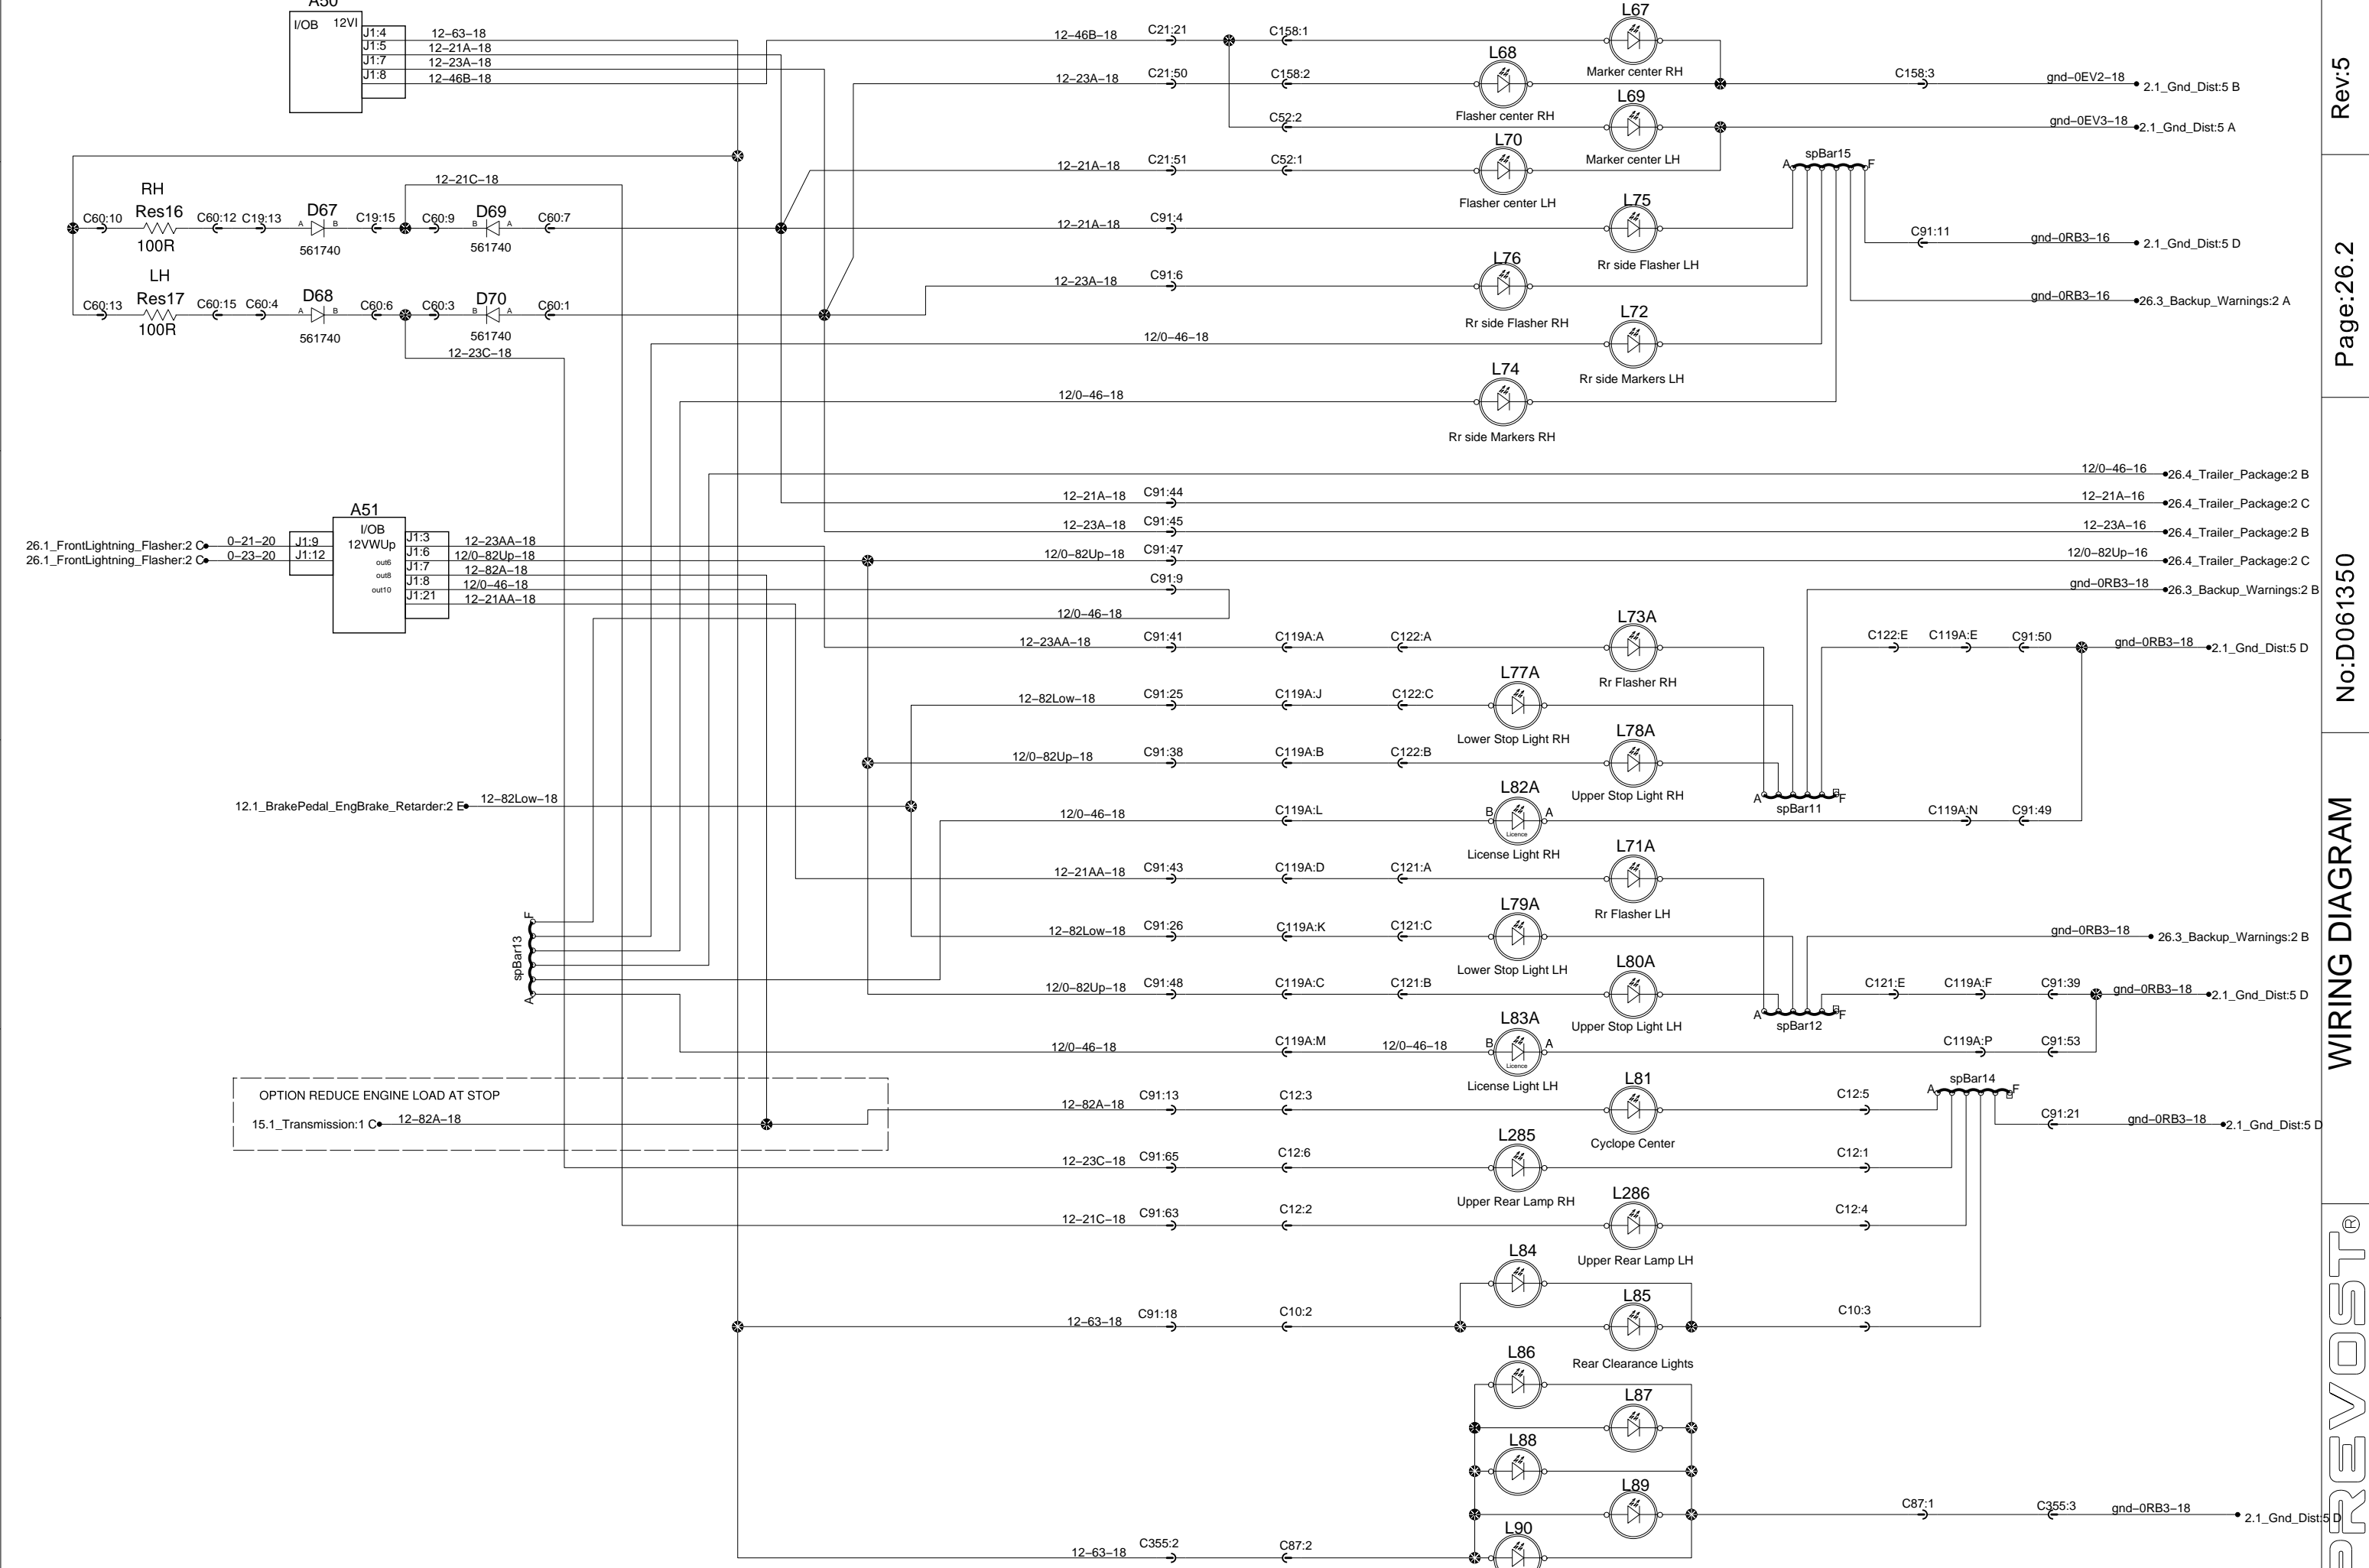 A50
I/OB 12VI
J1:4 12–63–18
J1:5 12–21A–18
J1:7 12–23A–18
J1:8 12–46B–18
12–46B–18 C21:21 C158:1 L67
Marker center RH
12–23A–18 C21:50 C158:2 L68 C158:3 gnd–0EV2–18 2.1_Gnd_Dist:5 B
Flasher center RH
C52:2 L69 gnd–0EV3–18 2.1_Gnd_Dist:5 A
Marker center LH
12–21A–18 C21:51 C52:1 L70
Flasher center LH
spBar15
A F
12–21C–18
RH
C60:10 Res16 C60:12 C19:13 A D67 B C19:15 C60:9 B D69 A C60:7
100R 561740 561740
12–21A–18 C91:4 L75
Rr side Flasher LH
C91:11 gnd–0RB3–16 2.1_Gnd_Dist:5 D
LH
C60:13 Res17 C60:15 C60:4 A D68 B C60:6 C60:3 B D70 A C60:1
100R 561740 561740
12–23A–18 C91:6 L76
Rr side Flasher RH
gnd–0RB3–16 26.3_Backup_Warnings:2 A
12–23C–18
12/0–46–18 L72
Rr side Markers LH
12/0–46–18 L74
Rr side Markers RH
12/0–46–16 26.4_Trailer_Package:2 B
12–21A–18 C91:44 12–21A–16 26.4_Trailer_Package:2 C
12–23A–18 C91:45 12–23A–16 26.4_Trailer_Package:2 B
12/0–82Up–18 C91:47 12/0–82Up–16 26.4_Trailer_Package:2 C
A51
I/OB
12VWUp
out6
out8
out10
26.1_FrontLightning_Flasher:2 C 0–21–20 J1:9
26.1_FrontLightning_Flasher:2 C 0–23–20 J1:12
J1:3 12–23AA–18
J1:6 12/0–82Up–18
J1:7 12–82A–18
J1:8 12/0–46–18
J1:21 12–21AA–18
C91:9
12/0–46–18
gnd–0RB3–18 26.3_Backup_Warnings:2 B
12–23AA–18 C91:41 C119A:A C122:A L73A
Rr Flasher RH
C122:E C119A:E C91:50 gnd–0RB3–18 2.1_Gnd_Dist:5 D
12–82Low–18 C91:25 C119A:J C122:C L77A
Lower Stop Light RH
12/0–82Up–18 C91:38 C119A:B C122:B L78A
Upper Stop Light RH
A F
spBar11
12.1_BrakePedal_EngBrake_Retarder:2 E 12–82Low–18
12/0–46–18 C119A:L B L82A A C119A:N C91:49
Licence
License Light RH
12–21AA–18 C91:43 C119A:D C121:A L71A
Rr Flasher LH
F
spBar13
A
12–82Low–18 C91:26 C119A:K C121:C L79A
Lower Stop Light LH
gnd–0RB3–18 26.3_Backup_Warnings:2 B
12/0–82Up–18 C91:48 C119A:C C121:B L80A
Upper Stop Light LH
C121:E C119A:F C91:39 gnd–0RB3–18 2.1_Gnd_Dist:5 D
A F
spBar12
12/0–46–18 C119A:M 12/0–46–18 B L83A A C119A:P C91:53
Licence
License Light LH
spBar14
A F
OPTION REDUCE ENGINE LOAD AT STOP
15.1_Transmission:1 C 12–82A–18
12–82A–18 C91:13 C12:3 L81 C12:5
Cyclope Center
C91:21 gnd–0RB3–18 2.1_Gnd_Dist:5 D
12–23C–18 C91:65 C12:6 L285 C12:1
Upper Rear Lamp RH
12–21C–18 C91:63 C12:2 L286 C12:4
Upper Rear Lamp LH
L84
12–63–18 C91:18 C10:2 L85 C10:3
Rear Clearance Lights
L86
L87
L88
L89 C87:1 C355:3 gnd–0RB3–18 2.1_Gnd_Dist:5 D
12–63–18 C355:2 C87:2 L90
Rev:5
Page:26.2
No:D061350
WIRING DIAGRAM
PREVOST®